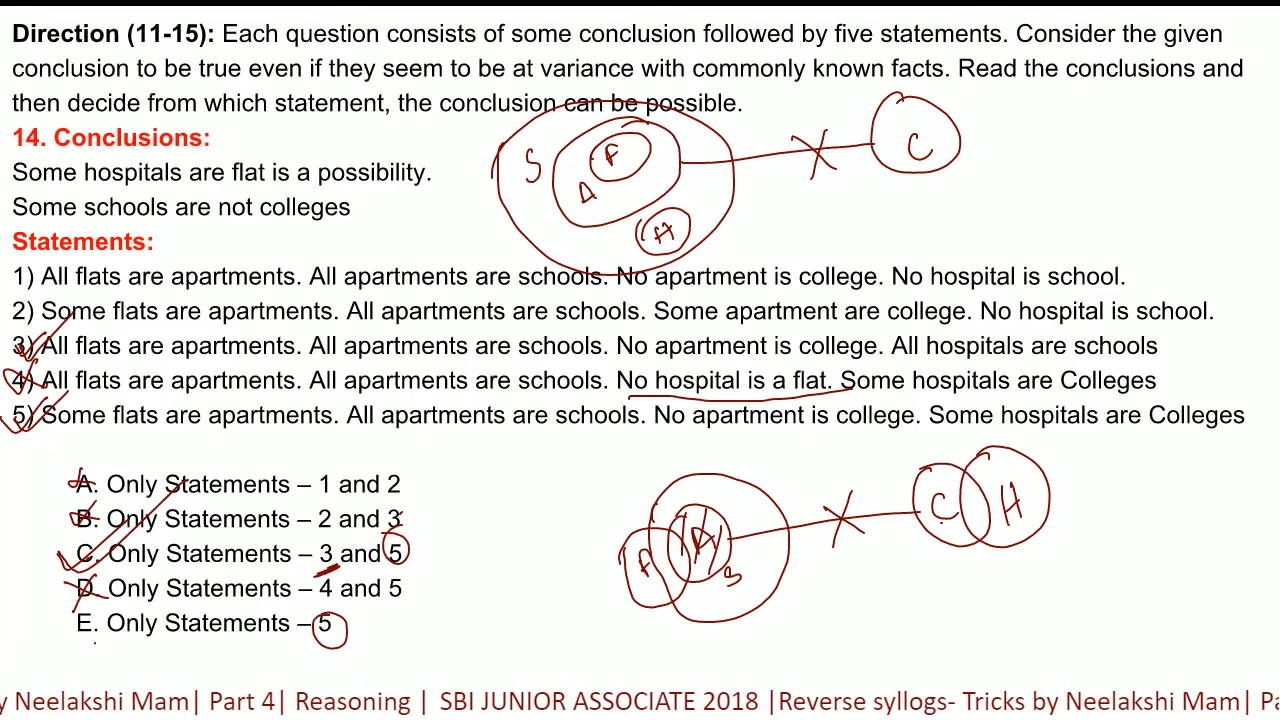 Direction (11-15): Each question consists of some conclusion followed by five statements. Consider the given
conclusion to be true even if they seem to be at variance with commonly known facts. Read the conclusions and
then decide from which statement, the conclusion can be possible.
14. Conclusions:
Some hospitals are flat is a possibility.
Some schools are not colleges
Statements:
1) All flats are apartments. All apartments are schools. No apartment is college. No hospital is school.
2) Some flats are apartments. All apartments are schools. Some apartment are college. No hospital is school.
3) All flats are apartments. All apartments are schools. No apartment is college. All hospitals are schools
4) All flats are apartments. All apartments are schools. No hospital is a flat. Some hospitals are Colleges
5) Some flats are apartments. All apartments are schools. No apartment is college. Some hospitals are Colleges
A. Only Statements – 1 and 2
B. Only Statements – 2 and 3
C. Only Statements – 3 and 5
D. Only Statements – 4 and 5
E. Only Statements – 5
S
F
A
H
C
F
A
S
C
H
y Neelakshi Mam| Part 4| Reasoning | SBI JUNIOR ASSOCIATE 2018 |Reverse syllogs- Tricks by Neelakshi Mam| Pa